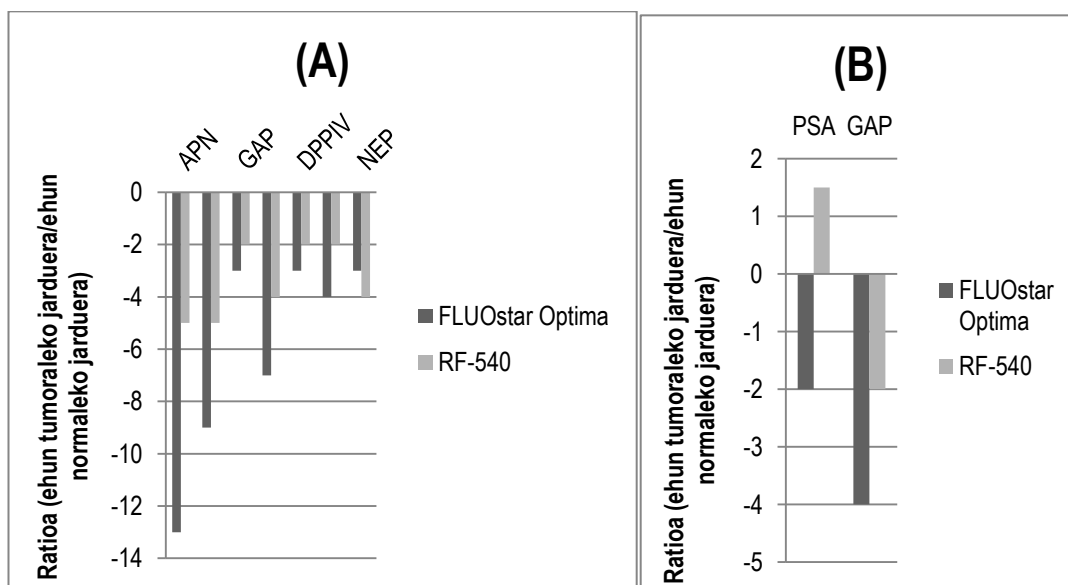 (A)
APN GAP DPPIV NEP
0
-2
-4
-6
-8
-10
-12
-14
Ratioa (ehun tumoraleko jarduera/ehun
normaleko jarduera)
FLUOstar Optima
RF-540
(B)
PSA GAP
2
1
0
-1
-2
-3
-4
-5
Ratioa (ehun tumoraleko jarduera/ehun
normaleko jarduera)
FLUOstar
Optima
RF-540